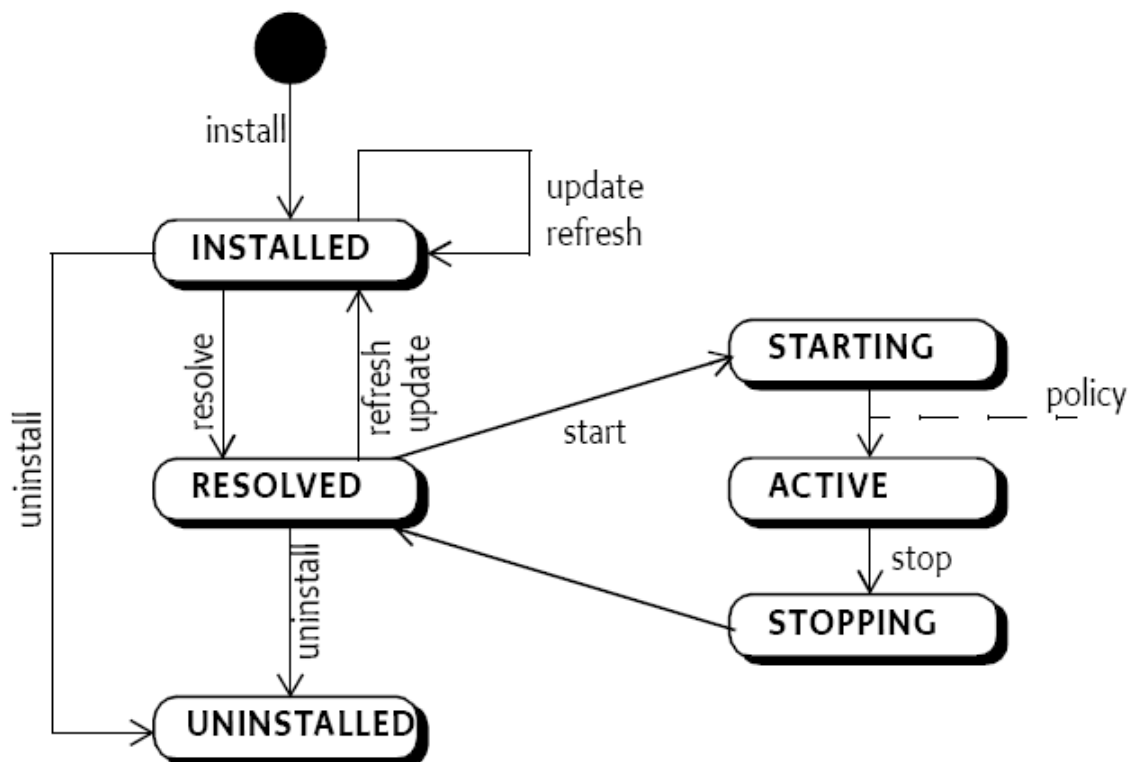 install
update
refresh
INSTALLED
resolve
refresh
update
uninstall
STARTING
policy
start
RESOLVED
ACTIVE
stop
uninstall
STOPPING
UNINSTALLED